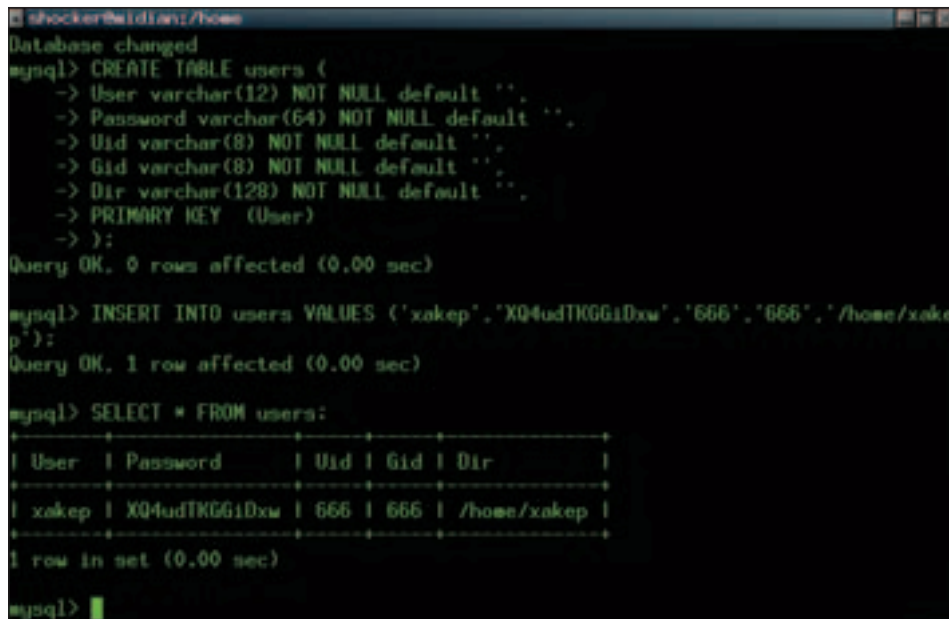 shocker@midian:/home
Database changed
mysql> CREATE TABLE users (
-> User varchar(12) NOT NULL default '',
-> Password varchar(64) NOT NULL default '',
-> Uid varchar(8) NOT NULL default '',
-> Gid varchar(8) NOT NULL default '',
-> Dir varchar(128) NOT NULL default '',
-> PRIMARY KEY (User)
-> );
Query OK, 0 rows affected (0.00 sec)
mysql> INSERT INTO users VALUES ('xakep','XQ4udTKGGiDxw','666','666','/home/xake
p');
Query OK, 1 row affected (0.00 sec)
mysql> SELECT * FROM users;
| User | Password | Uid | Gid | Dir |
| xakep | XQ4udTKGGiDxw | 666 | 666 | /home/xakep |
1 row in set (0.00 sec)
mysql>